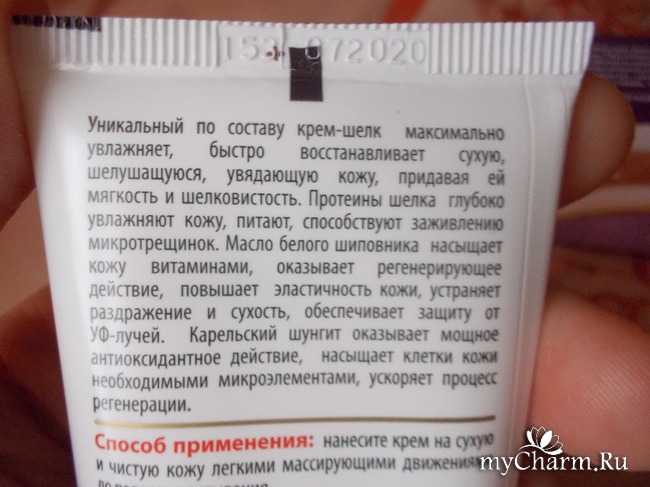 072020
Уникальный по составу крем-шелк максимально
увлажняет, быстро восстанавливает сухую,
шелушащуюся, увядающую кожу, придавая ей
мягкость и шелковистость. Протеины шелка глубоко
увлажняют кожу, питают, способствуют заживлению
микротрещинок. Масло белого шиповника насыщает
кожу витаминами, оказывает регенерирующее
действие, повышает эластичность кожи, устраняет
раздражение и сухость, обеспечивает защиту от
УФ-лучей. Карельский шунгит оказывает мощное
антиоксидантное действие, насыщает клетки кожи
необходимыми микроэлементами, ускоряет процесс
регенерации.
Способ применения: нанесите крем на сухую
и чистую кожу легкими массирующими
myCharm.Ru